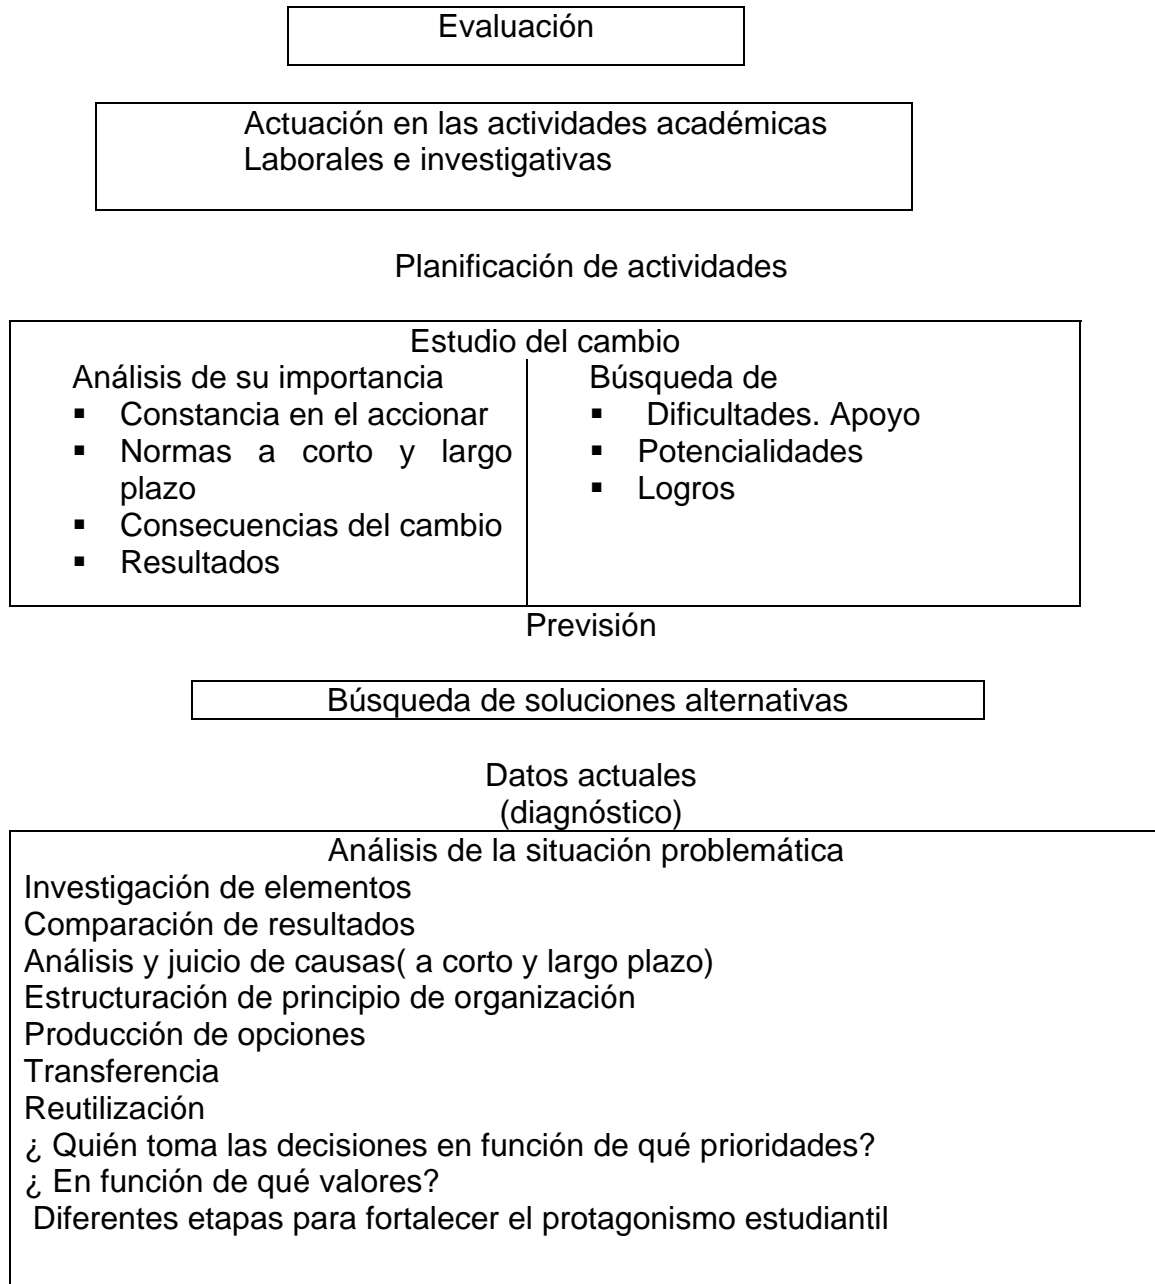 Evaluación
Actuación en las actividades académicas
Laborales e investigativas
Planificación de actividades
Estudio del cambio
Análisis de su importancia
▪ Constancia en el accionar
▪ Normas a corto y largo
plazo
▪ Consecuencias del cambio
▪ Resultados
Búsqueda de
▪ Dificultades. Apoyo
▪ Potencialidades
▪ Logros
Previsión
Búsqueda de soluciones alternativas
Datos actuales
(diagnóstico)
Análisis de la situación problemática
Investigación de elementos
Comparación de resultados
Análisis y juicio de causas( a corto y largo plazo)
Estructuración de principio de organización
Producción de opciones
Transferencia
Reutilización
¿ Quién toma las decisiones en función de qué prioridades?
¿ En función de qué valores?
Diferentes etapas para fortalecer el protagonismo estudiantil